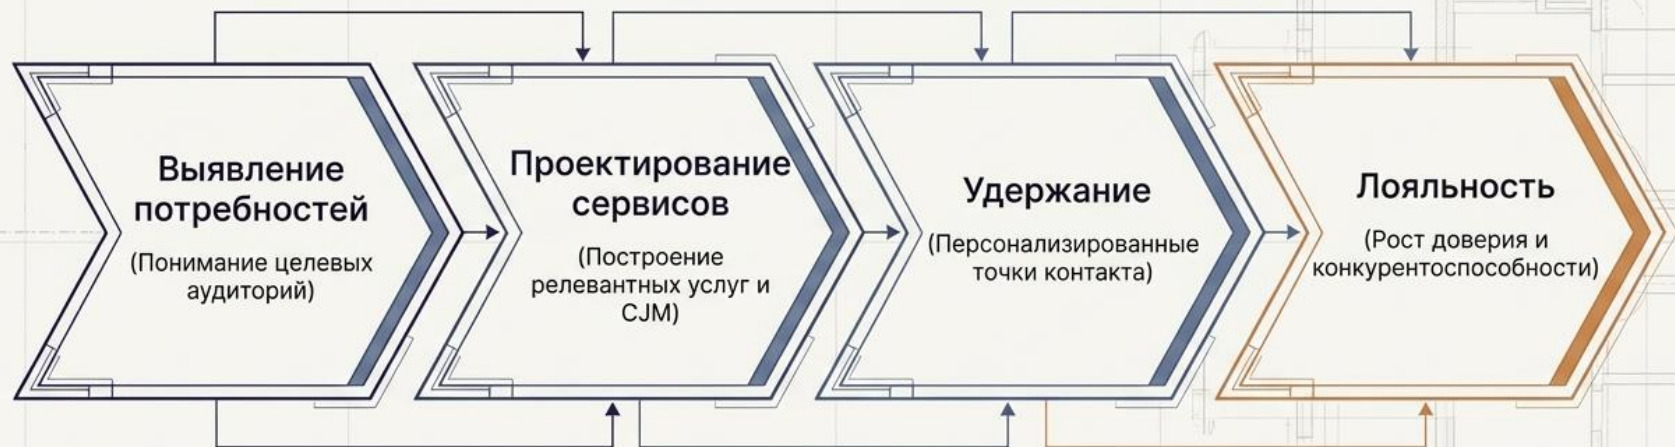 Выявление
потребностей
(Понимание целевых
аудиторий)
Проектирование
сервисов
(Построение
релевантных услуг и
CJM)
Удержание
(Персонализированные
точки контакта)
Лояльность
(Рост доверия и
конкурентоспособности)